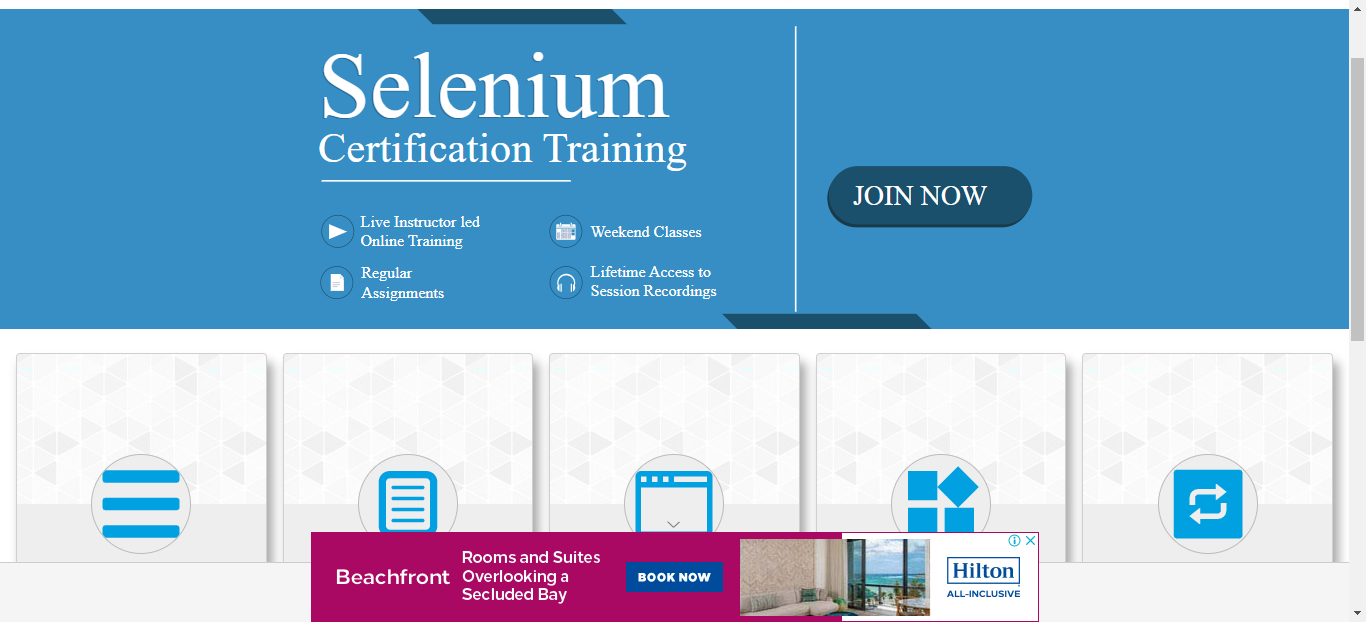 Selenium
Certification Training
Live Instructor led
Online Training
Weekend Classes
Regular
Assignments
Lifetime Access to
Session Recordings
JOIN NOW
Beachfront
Rooms and Suites
Overlooking a
Secluded Bay
BOOK NOW
Hilton
ALL-INCLUSIVE